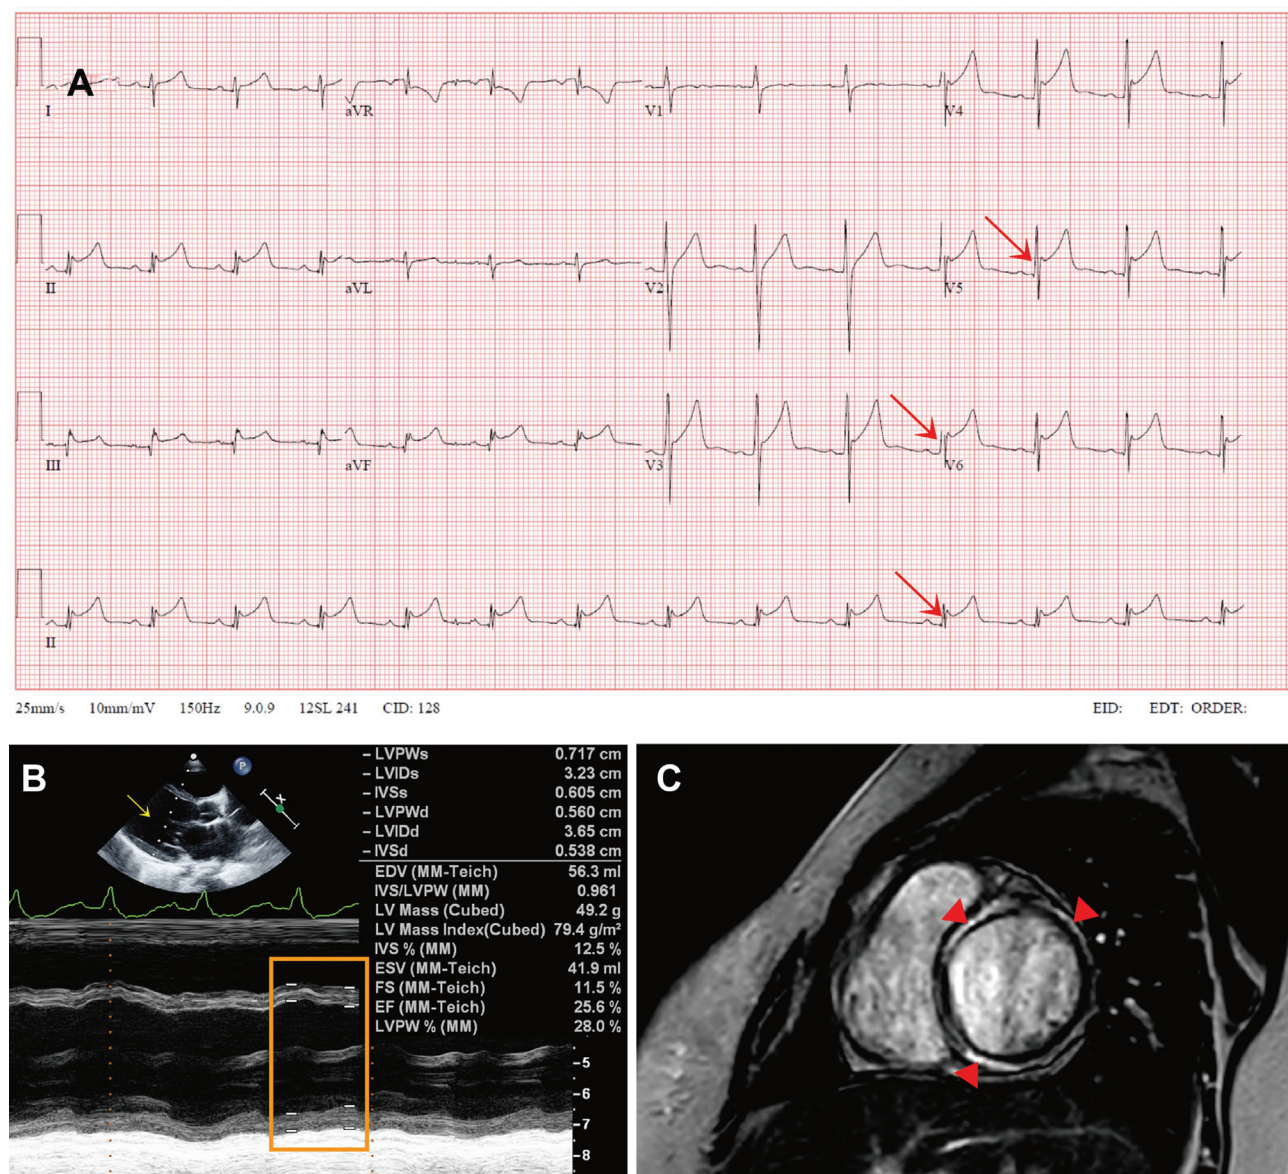 A
I
aVR
V1
V4
II
aVL
V2
V5
III
aVF
V3
V6
II
25mm/s 10mm/mV 150Hz 9.0.9 12SL 241 CID: 128 EID: EDT: ORDER:
B
P
X
– LVPWs 0.717 cm
– LVIDs 3.23 cm
– IVSs 0.605 cm
– LVPWd 0.560 cm
– LVIDd 3.65 cm
– IVSd 0.538 cm
EDV (MM-Teich) 56.3 ml
IVS/LVPW (MM) 0.961
LV Mass (Cubed) 49.2 g
LV Mass Index(Cubed) 79.4 g/m²
IVS % (MM) 12.5 %
ESV (MM-Teich) 41.9 ml
FS (MM-Teich) 11.5 %
EF (MM-Teich) 25.6 %
LVPW % (MM) 28.0 %
5
6
7
8
C